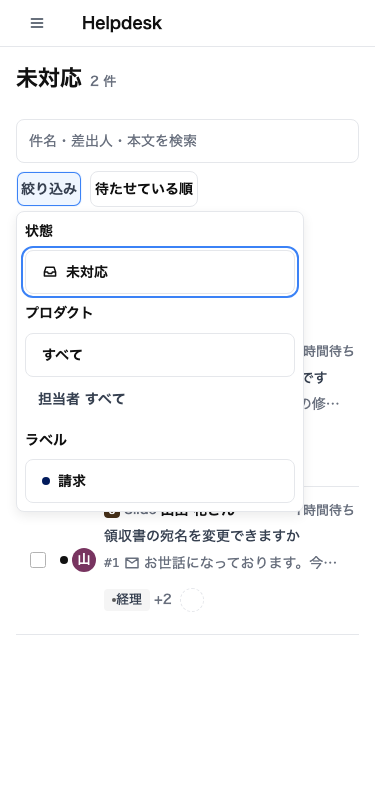 Helpdesk
未対応 2 件
件名・差出人・本文を検索
絞り込み 待たせている順
状態
未対応
プロダクト
すべて
時間待ち
です
担当者 すべて
の修…
ラベル
請求
時間待ち
領収書の宛名を変更できますか
山
#1 お世話になっております。今…
•経理 +2